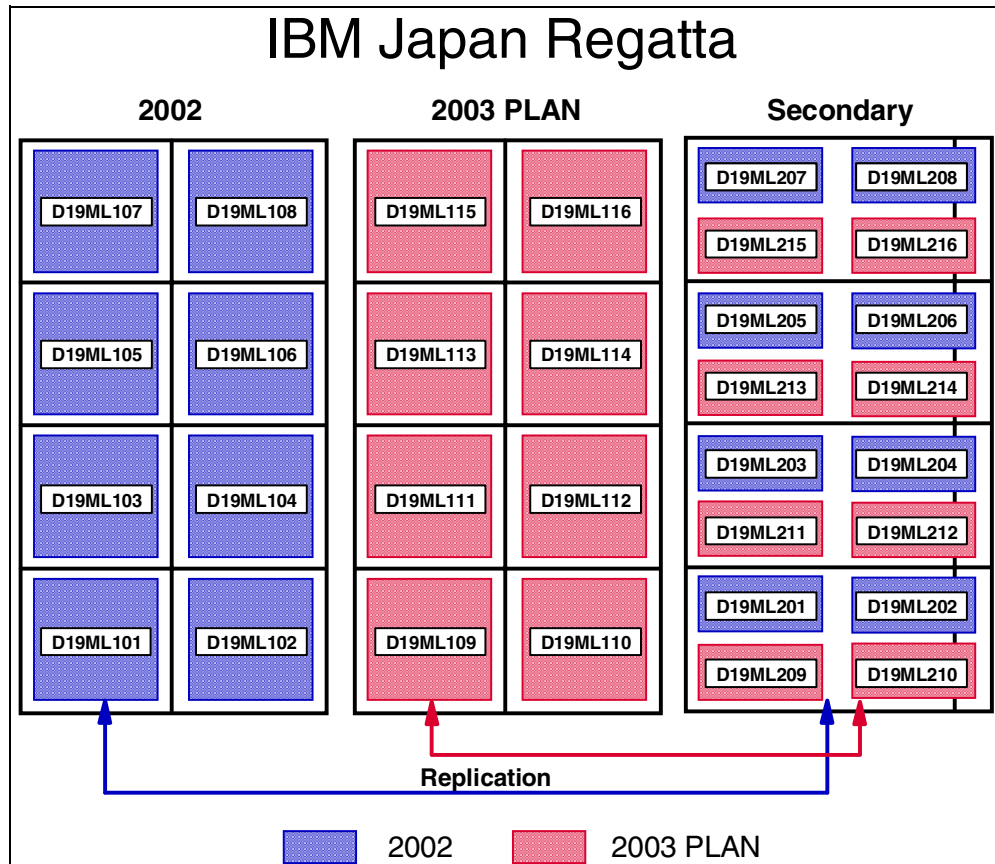 IBM Japan Regatta
2002
2003 PLAN
Secondary
D19ML107
D19ML108
D19ML115
D19ML116
D19ML207
D19ML208
D19ML215
D19ML216
D19ML105
D19ML106
D19ML113
D19ML114
D19ML205
D19ML206
D19ML213
D19ML214
D19ML103
D19ML104
D19ML111
D19ML112
D19ML203
D19ML204
D19ML211
D19ML212
D19ML101
D19ML102
D19ML109
D19ML110
D19ML201
D19ML202
D19ML209
D19ML210
Replication
2002
2003 PLAN